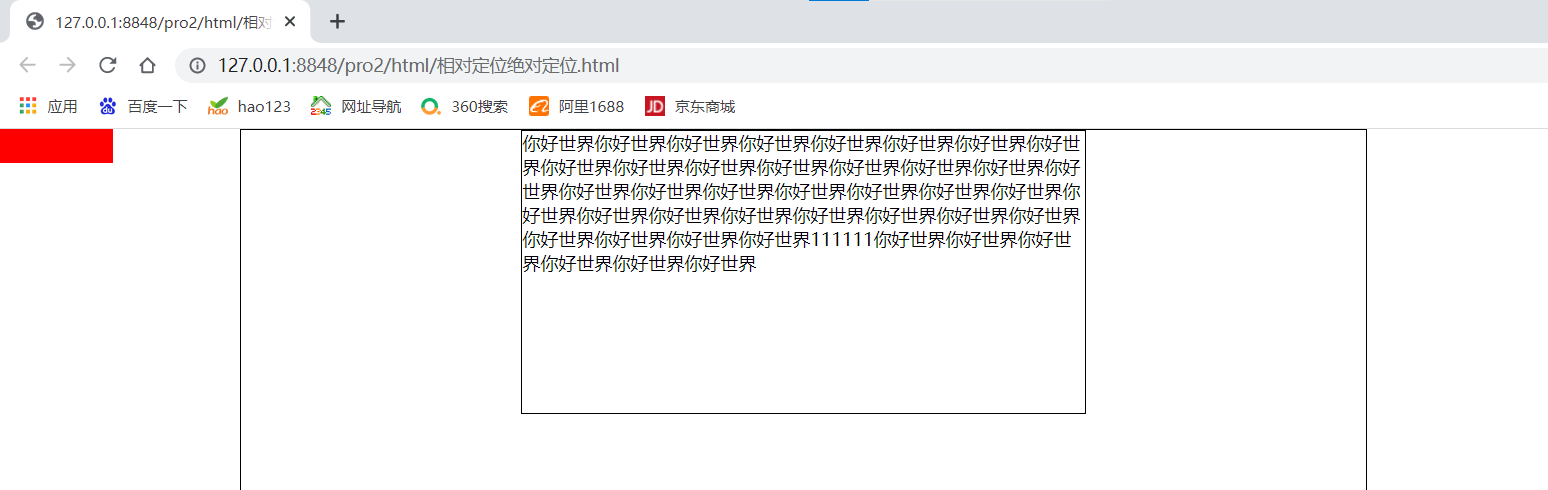 127.0.0.1:8848/pro2/html/相对
127.0.0.1:8848/pro2/html/相对定位绝对定位.html
应用 百度一下 hao123 网址导航 360搜索 阿里1688 京东商城
你好世界你好世界你好世界你好世界你好世界你好世界你好世界你好世
界你好世界你好世界你好世界你好世界你好世界你好世界你好世界你好
世界你好世界你好世界你好世界你好世界你好世界你好世界你好世界你
好世界你好世界你好世界你好世界你好世界你好世界你好世界你好世界
你好世界你好世界你好世界你好世界111111你好世界你好世界你好世
界你好世界你好世界你好世界